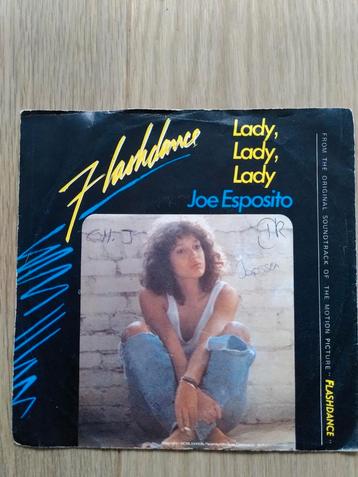 Flashdance
Lady,
Lady,
Lady
Joe Esposito
FROM THE ORIGINAL SOUNDTRACK OF THE MOTION PICTURE "FLASHDANCE"